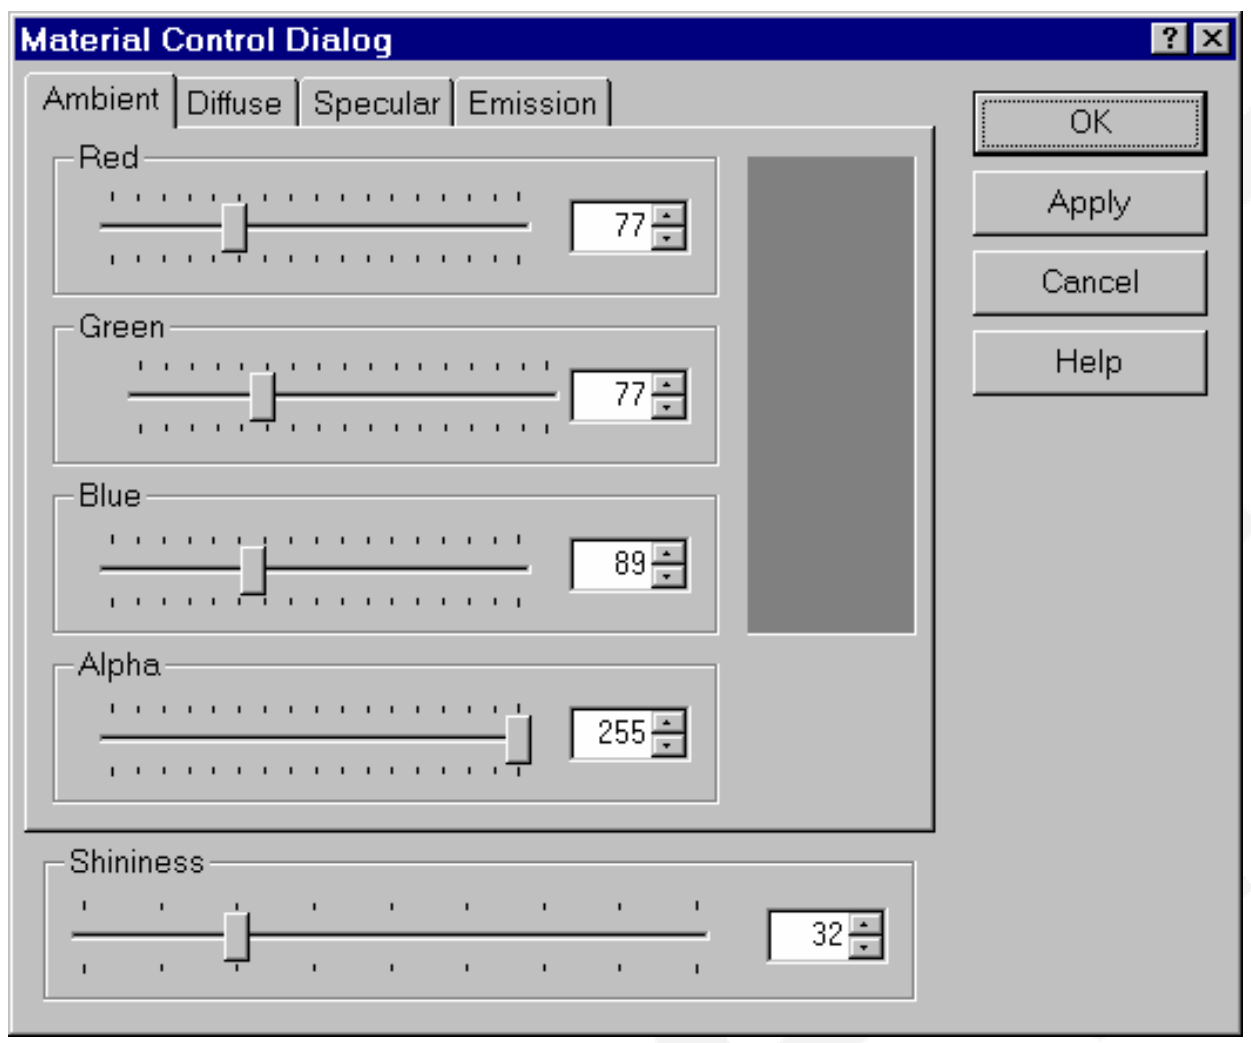 Material Control Dialog
Ambient Diffuse Specular Emission
OK
Red
77
Apply
Cancel
Green
77
Help
Blue
89
Alpha
255
Shininess
32